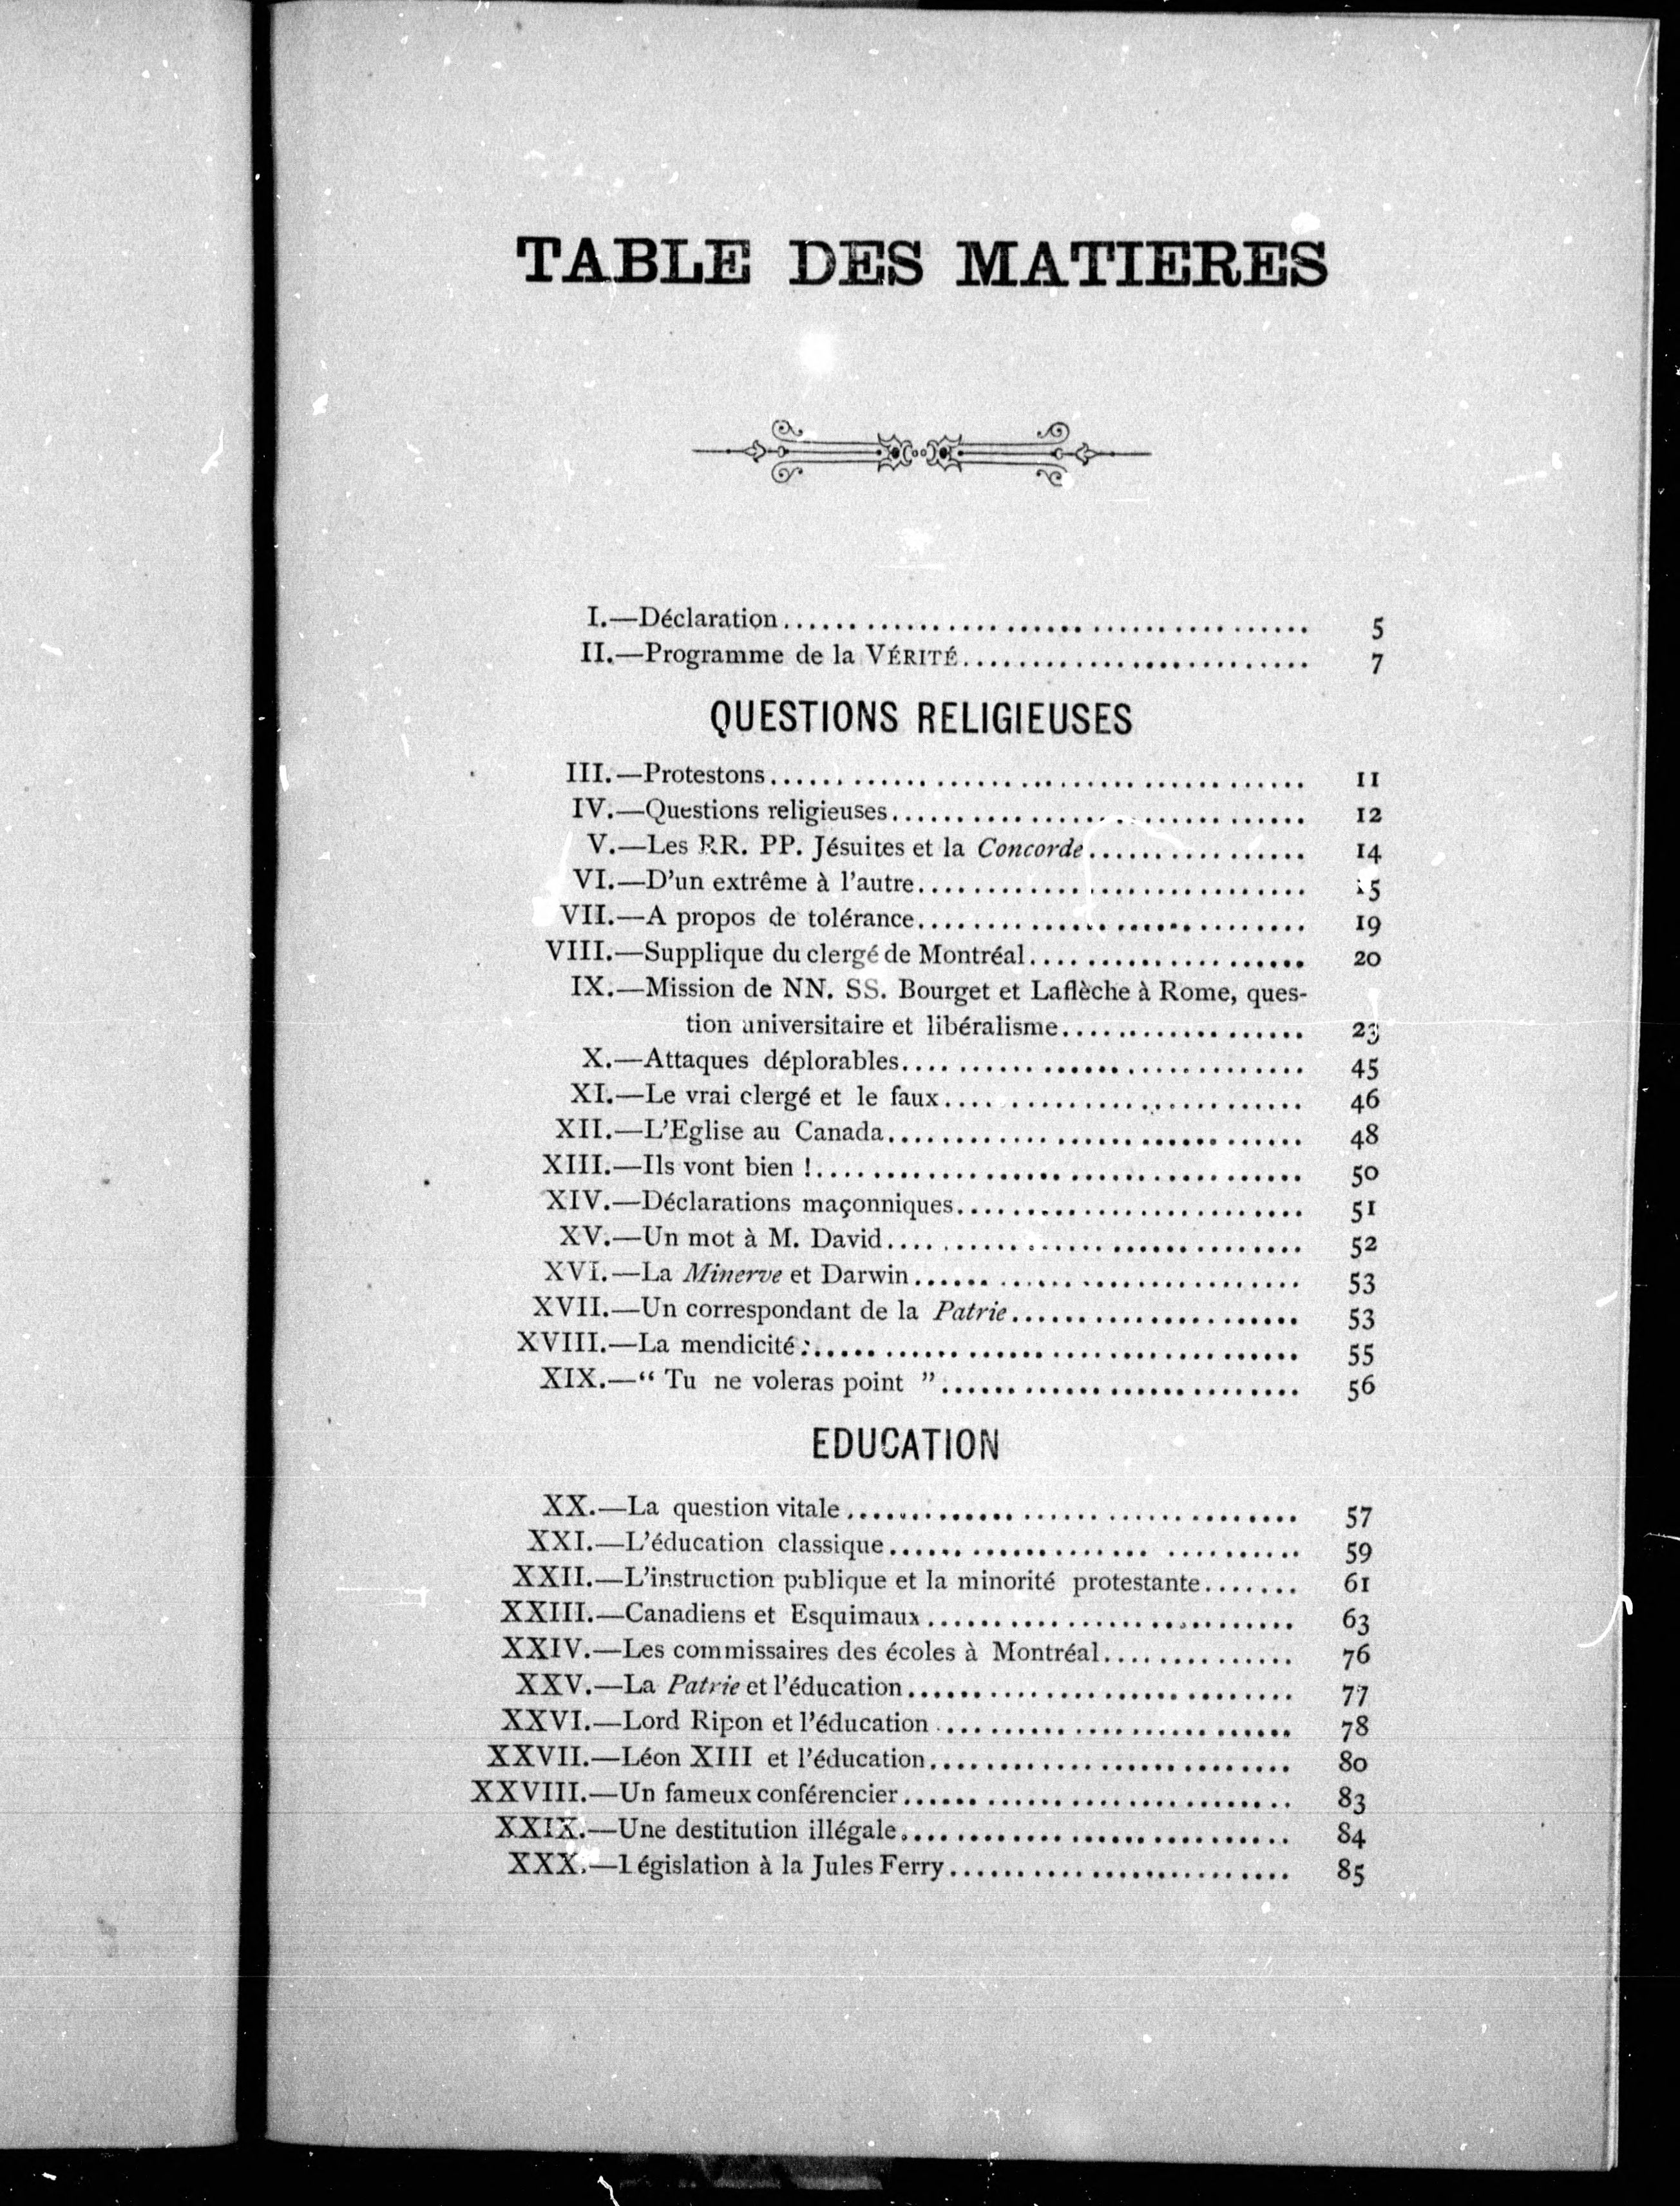 TABLE DES MATIERES
I.—Déclaration........ 5
II.—Programme de la VÉRITÉ........ 7
QUESTIONS RELIGIEUSES
III.—Protestons........ 11
IV.—Questions religieuses........ 12
V.—Les RR. PP. Jésuites et la Concorde........ 14
VI.—D'un extrême à l'autre........ 15
VII.—A propos de tolérance........ 19
VIII.—Supplique du clergé de Montréal........ 20
IX.—Mission de NN. SS. Bourget et Laflèche à Rome, ques-
tion universitaire et libéralisme........ 23
X.—Attaques déplorables........ 45
XI.—Le vrai clergé et le faux........ 46
XII.—L'Eglise au Canada........ 48
XIII.—Ils vont bien !........ 50
XIV.—Déclarations maçonniques........ 51
XV.—Un mot à M. David........ 52
XVI.—La Minerve et Darwin........ 53
XVII.—Un correspondant de la Patrie........ 53
XVIII.—La mendicité........ 55
XIX.—“ Tu ne voleras point ”........ 56
EDUCATION
XX.—La question vitale........ 57
XXI.—L'éducation classique........ 59
XXII.—L'instruction publique et la minorité protestante....... 61
XXIII.—Canadiens et Esquimaux........ 63
XXIV.—Les commissaires des écoles à Montréal........ 76
XXV.—La Patrie et l'éducation........ 77
XXVI.—Lord Ripon et l'éducation........ 78
XXVII.—Léon XIII et l'éducation........ 80
XXVIII.—Un fameux conférencier........ 83
XXIX.—Une destitution illégale........ 84
XXX.—Législation à la Jules Ferry........ 85